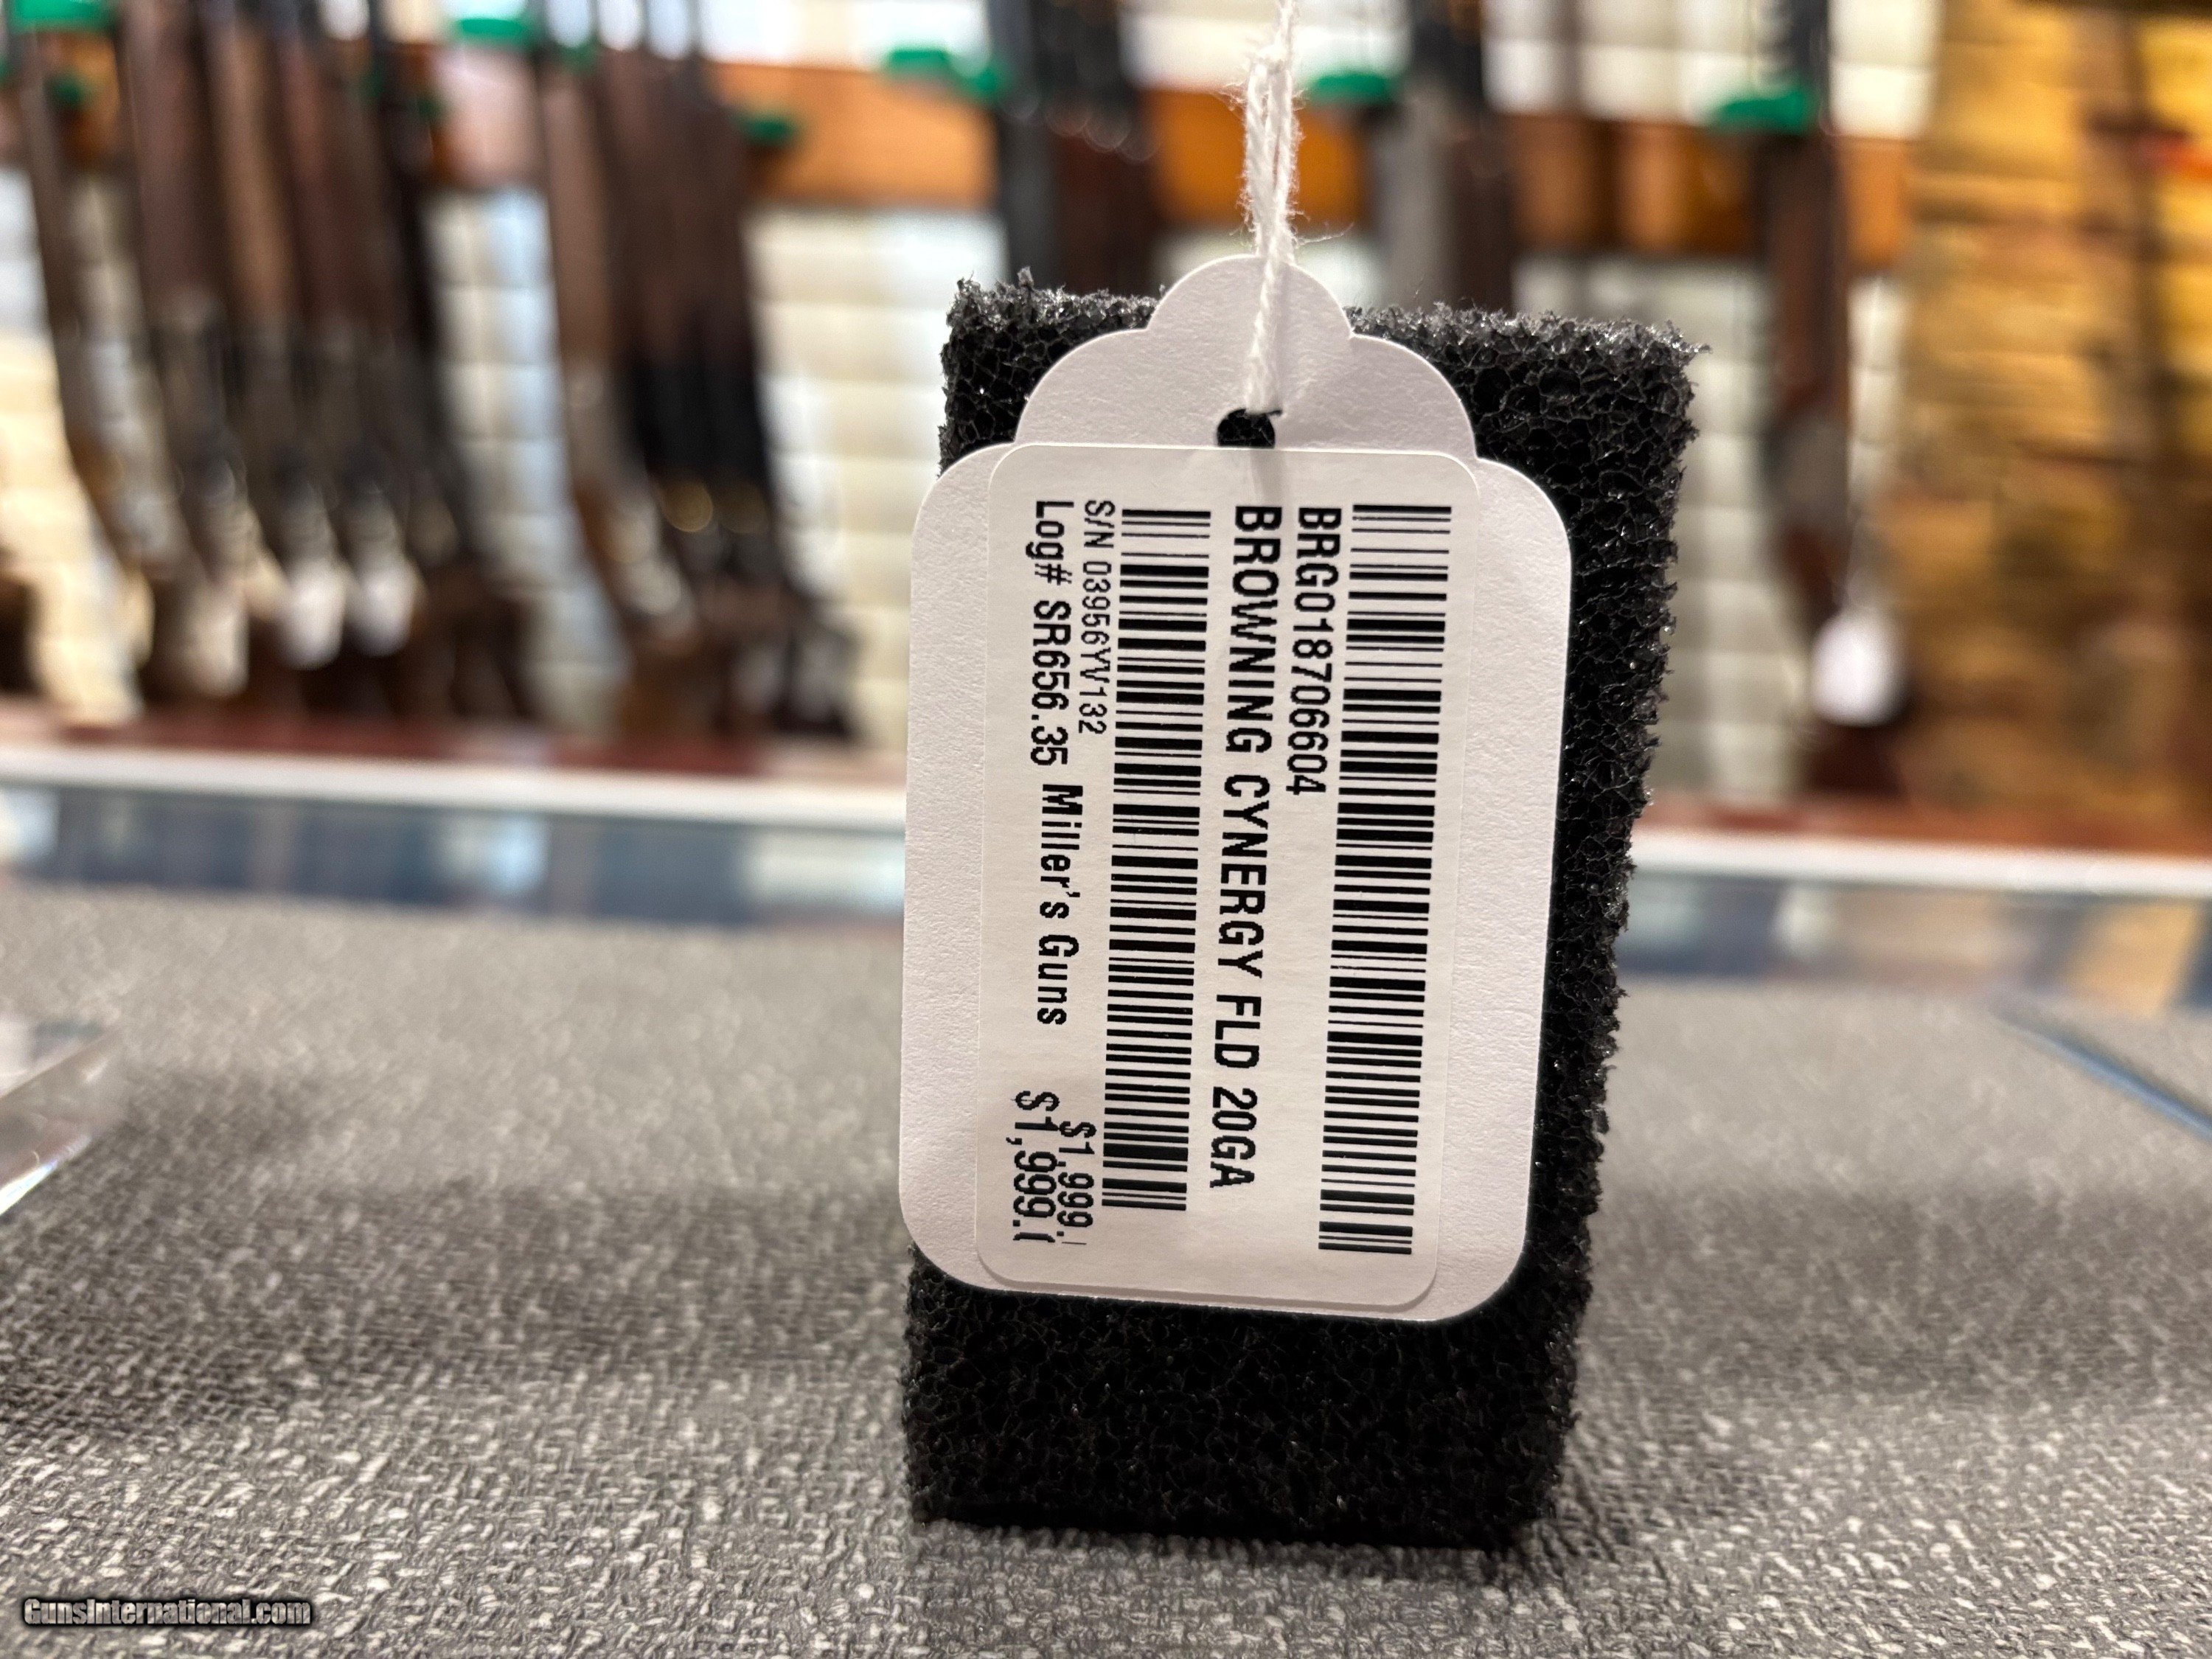 BRG018706604
BROWNING CYNERGY FLD 20GA
S/N 03956YV132
$1,999.
Log# SR656.35 Miller's Guns
$1,999.(
GunsInternational.com